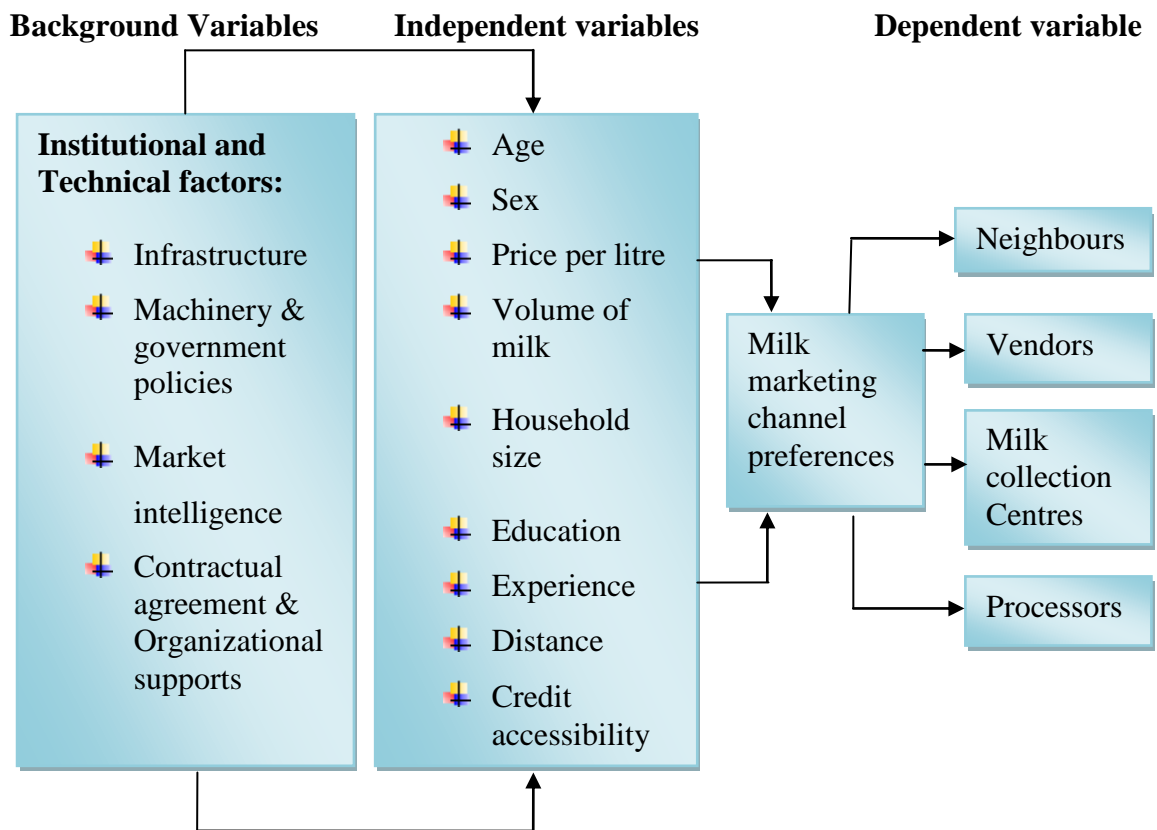 Background Variables
Independent variables
Dependent variable
Institutional and
Technical factors:
Infrastructure
Machinery &
government
policies
Market
intelligence
Contractual
agreement &
Organizational
supports
Age
Sex
Price per litre
Volume of
milk
Household
size
Education
Experience
Distance
Credit
accessibility
Milk
marketing
channel
preferences
Neighbours
Vendors
Milk
collection
Centres
Processors